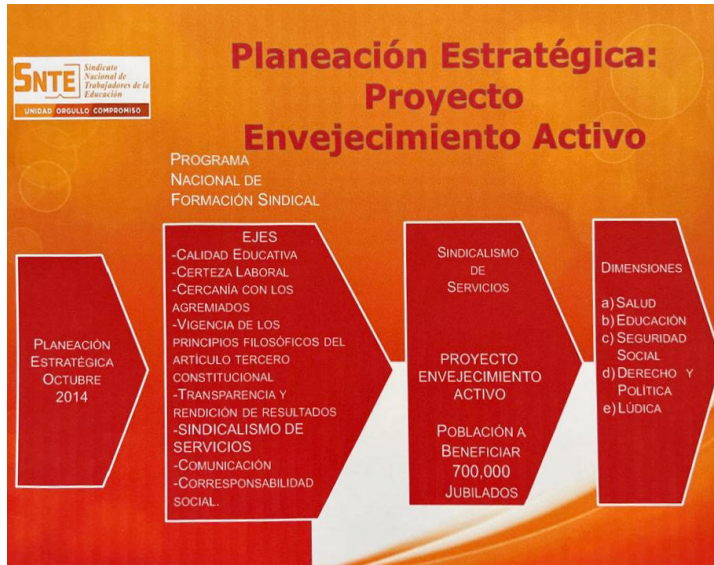 SNTE
Sindicato
Nacional de
Trabajadores de la
Educación
UNIDAD ORGULLO COMPROMISO
Planeación Estratégica:
Proyecto
Envejecimiento Activo
PROGRAMA
NACIONAL DE
FORMACIÓN SINDICAL
PLANEACIÓN
ESTRATÉGICA
OCTUBRE
2014
EJES
-CALIDAD EDUCATIVA
-CERTEZA LABORAL
-CERCANÍA CON LOS
AGREMIADOS
-VIGENCIA DE LOS
PRINCIPIOS FILOSÓFICOS DEL
ARTÍCULO TERCERO
CONSTITUCIONAL
-TRANSPARENCIA Y
RENDICIÓN DE RESULTADOS
-SINDICALISMO DE
SERVICIOS
-COMUNICACIÓN
-CORRESPONSABILIDAD
SOCIAL.
SINDICALISMO
DE
SERVICIOS
PROYECTO
ENVEJECIMIENTO
ACTIVO
POBLACIÓN A
BENEFICIAR
700,000
JUBILADOS
DIMENSIONES
a) SALUD
b) EDUCACIÓN
c) SEGURIDAD
SOCIAL
d) DERECHO Y
POLÍTICA
e) LÚDICA